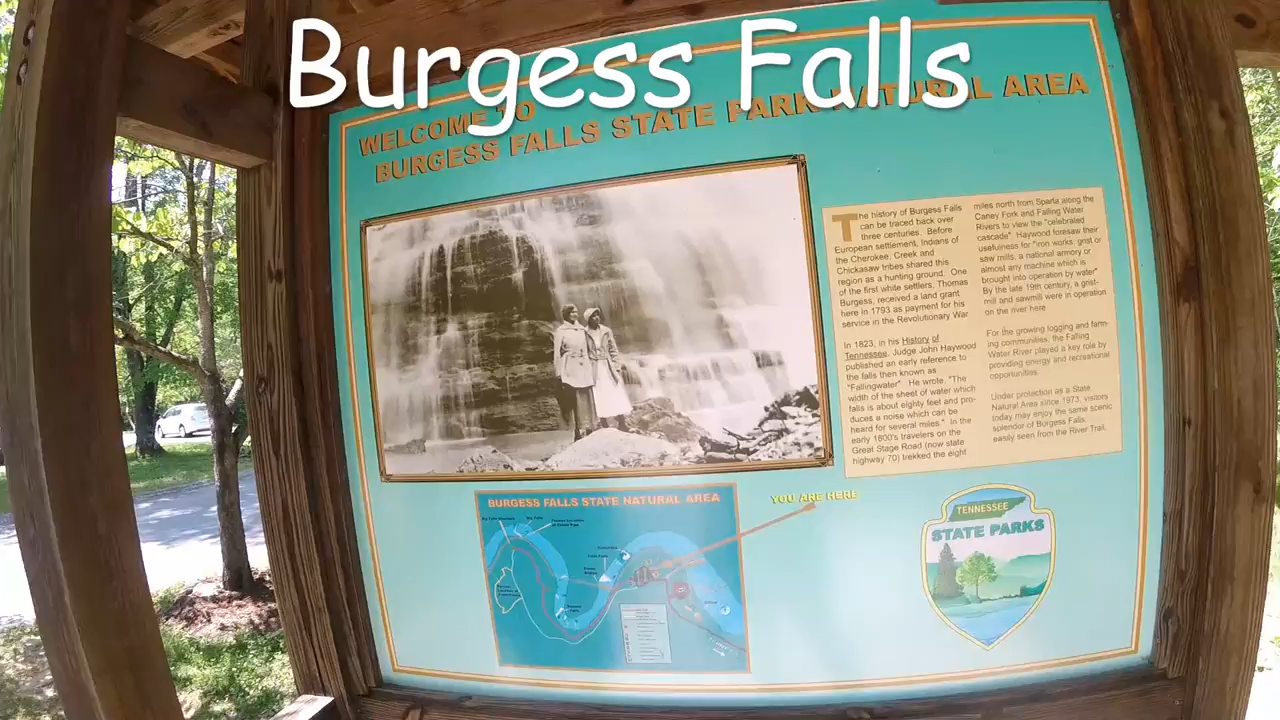 Burgess Falls
WELCOME TO
BURGESS FALLS STATE PARK NATURAL AREA
The history of Burgess Falls
can be traced back over
three centuries. Before
European settlement, Indians of
the Cherokee, Creek and
Chickasaw tribes shared this
region as a hunting ground. One
of the first white settlers, Thomas
Burgess, received a land grant
here in 1793 as payment for his
service in the Revolutionary War
In 1823, in his History of
Tennessee, Judge John Haywood
published an early reference to
the falls then known as
"Fallingwater". He wrote, "The
width of the sheet of water which
falls is about eighty feet and pro-
duces a noise which can be
heard for several miles." In the
early 1800's travelers on the
Great Stage Road (now state
highway 70) trekked the eight
miles north from Sparta along the
Caney Fork and Falling Water
Rivers to view the "celebrated
cascade". Haywood foresaw their
usefulness for "iron works, grist or
saw mills, a national armory or
almost any machine which is
brought into operation by water"
By the late 19th century, a grist-
mill and sawmill were in operation
on the river here
For the growing logging and farm-
ing communities, the Falling
Water River played a key role by
providing energy and recreational
opportunities.
Under protection as a State
Natural Area since 1973, visitors
today may enjoy the same scenic
splendor of Burgess Falls.
easily seen from the River Trail.
BURGESS FALLS STATE NATURAL AREA
YOU ARE HERE
TENNESSEE
STATE PARKS